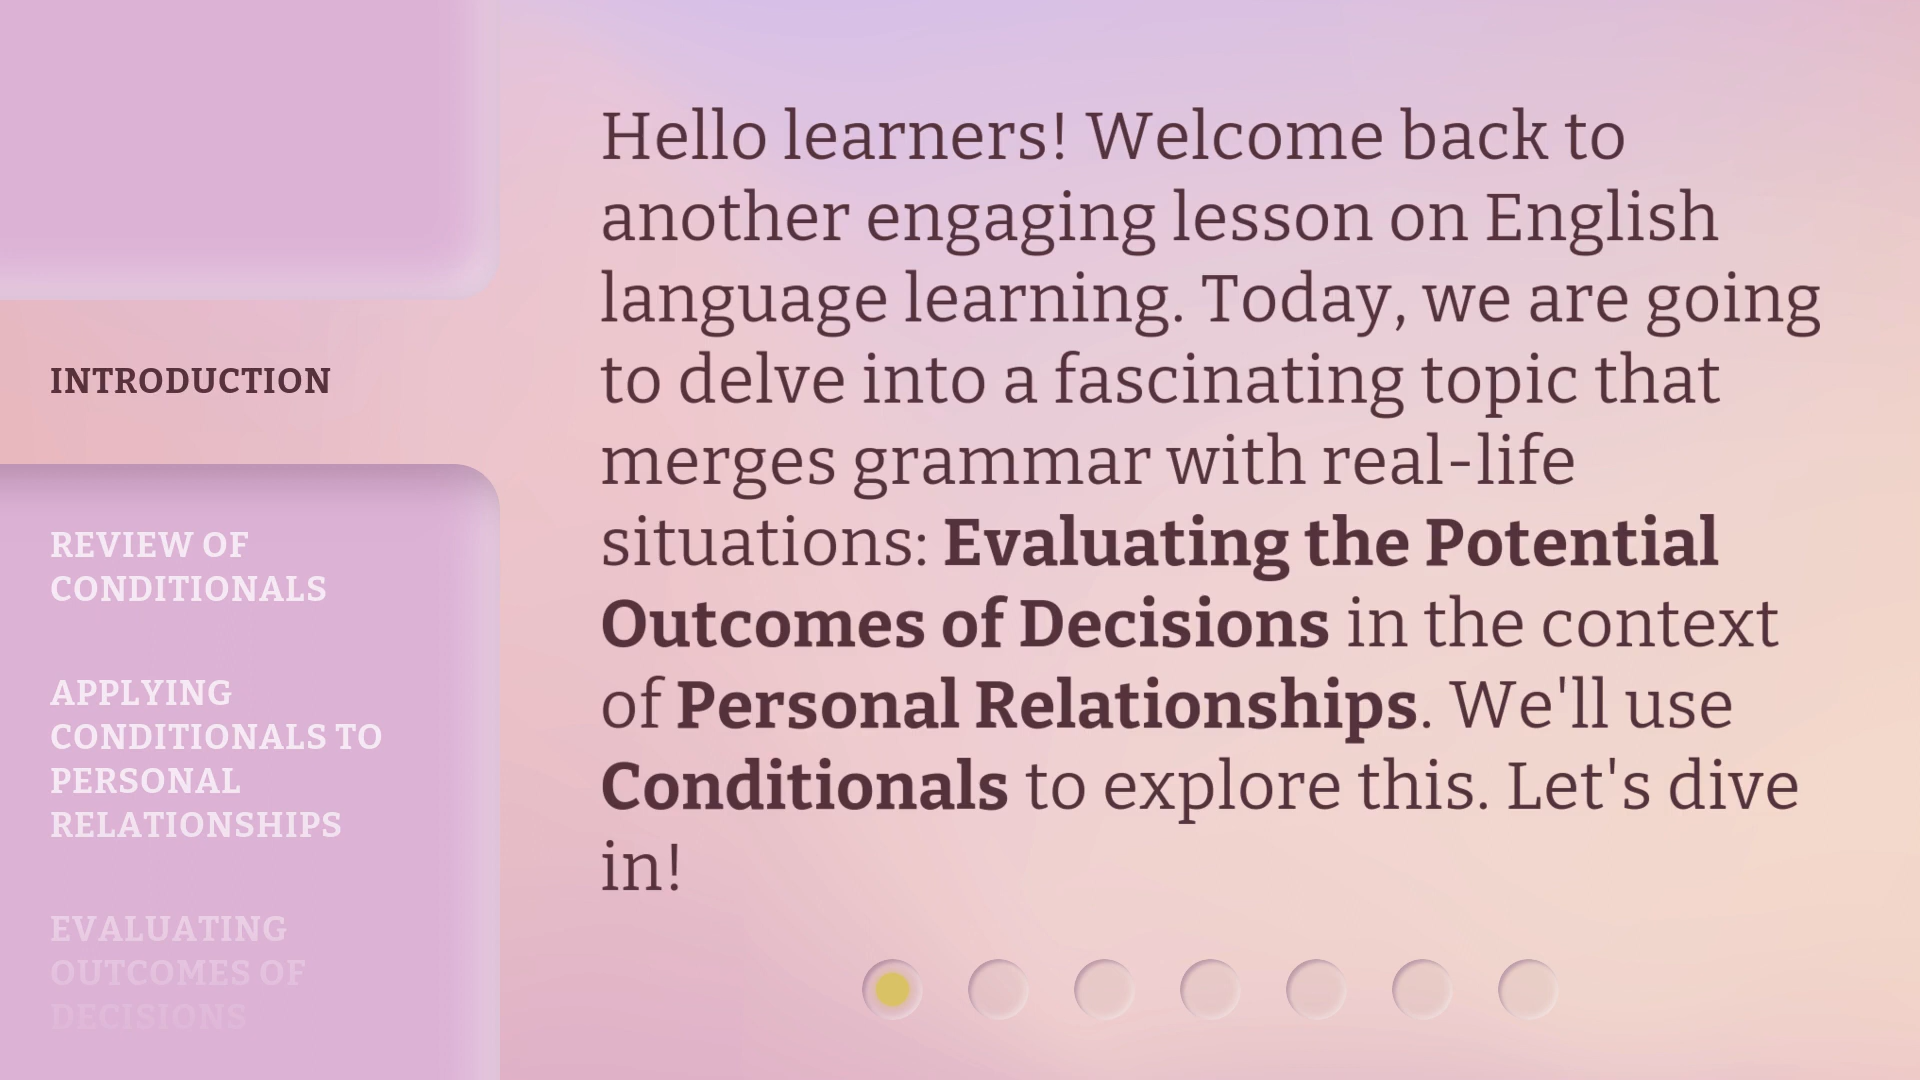 INTRODUCTION
REVIEW OF
CONDITIONALS
APPLYING
CONDITIONALS TO
PERSONAL
RELATIONSHIPS
EVALUATING
OUTCOMES OF
DECISIONS
Hello learners! Welcome back to
another engaging lesson on English
language learning. Today, we are going
to delve into a fascinating topic that
merges grammar with real-life
situations: Evaluating the Potential
Outcomes of Decisions in the context
of Personal Relationships. We'll use
Conditionals to explore this. Let's dive
in!